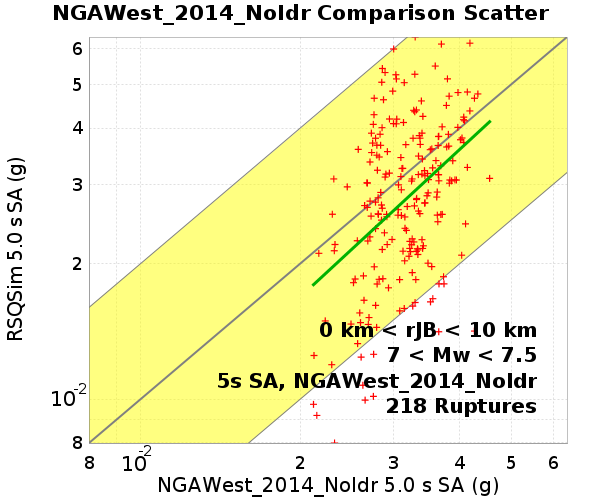 NGAWest_2014_NoIdr Comparison Scatter
RSQSim 5.0 s SA (g)
6
5
4
3
2
10-2
8
0 km < rJB < 10 km
7 < Mw < 7.5
5s SA, NGAWest_2014_NoIdr
218 Ruptures
8 10-2 2 3 4 5 6
NGAWest_2014_NoIdr 5.0 s SA (g)